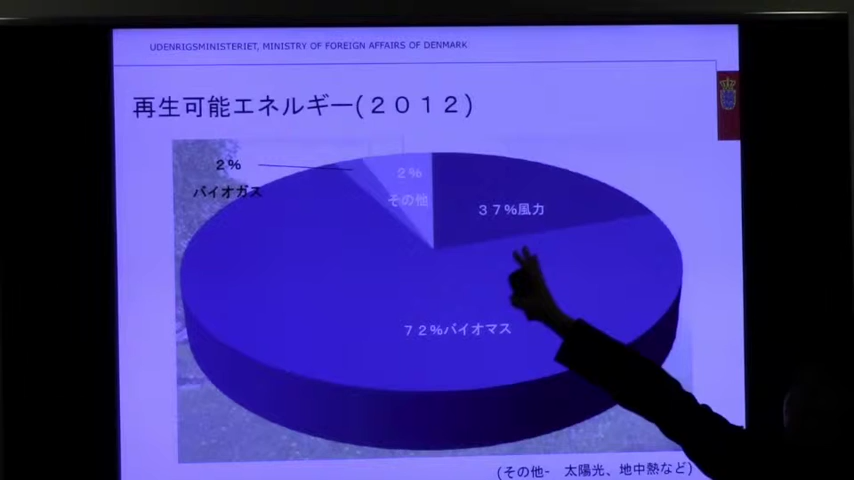 UDENRIGSMINISTERIET, MINISTRY OF FOREIGN AFFAIRS OF DENMARK
再生可能エネルギー(２０１２)
２%
バイオガス
２%
その他
３７%風力
７２%バイオマス
(その他- 太陽光、地中熱など)